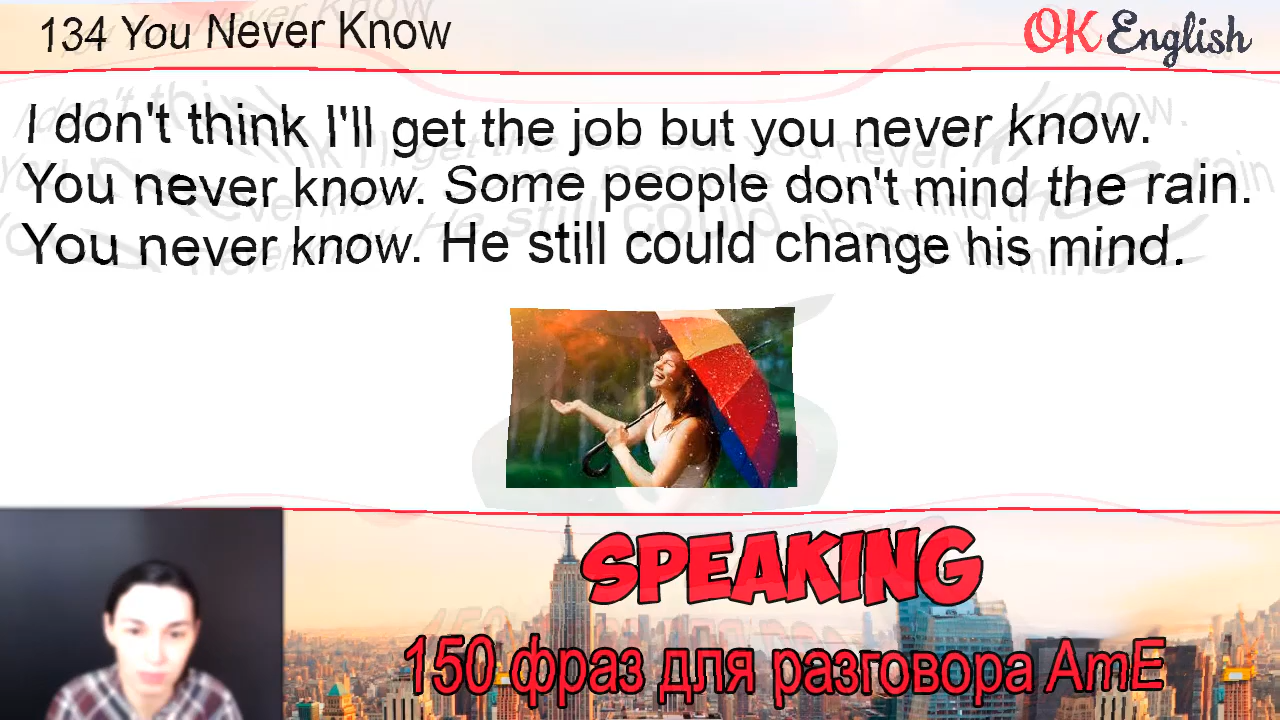 134 You Never Know
OK English
I don't think I'll get the job but you never know.
You never know. Some people don't mind the rain.
You never know. He still could change his mind.
SPEAKING
150 фраз для разговора AmE